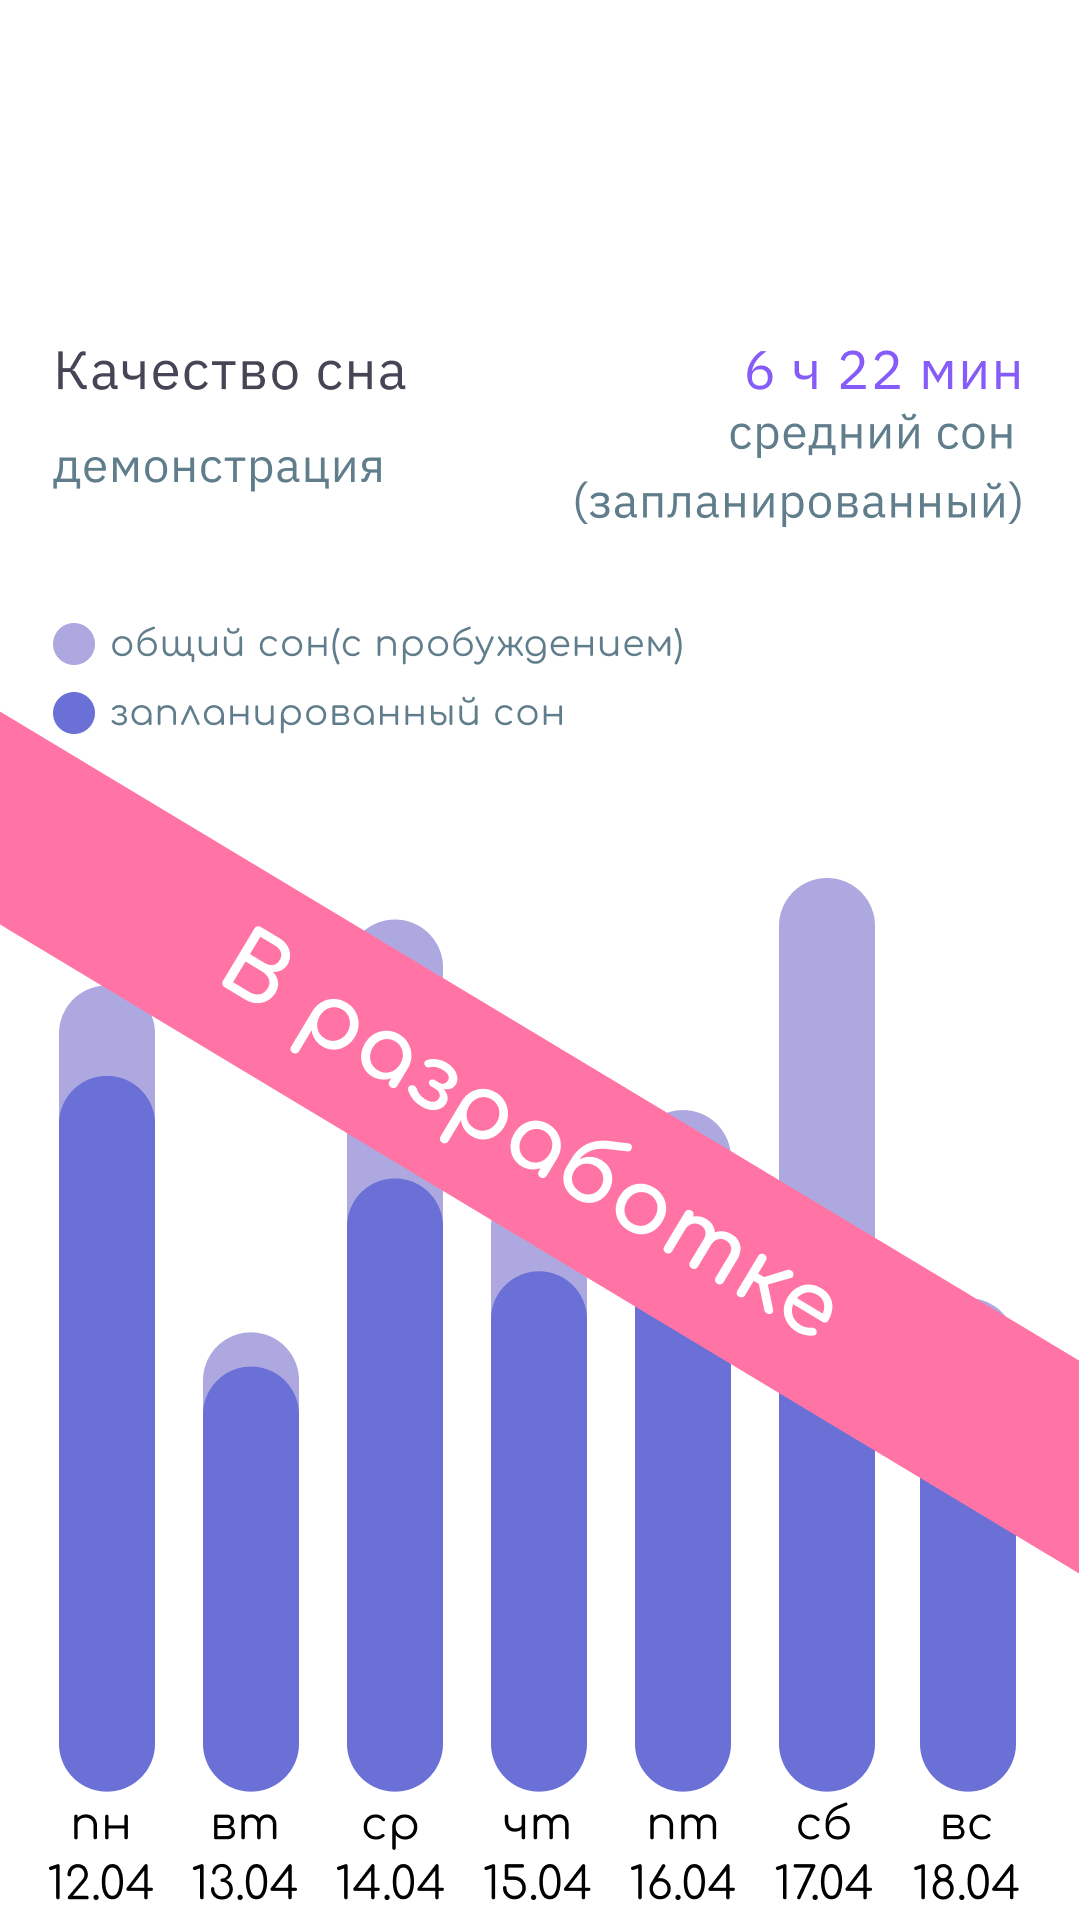 Качество сна
6 ч 22 мин
демонстрация
средний сон
(запланированный)
общий сон(с пробуждением)
запланированный сон
В разработке
пн вт ср чт пт сб вс
12.04 13.04 14.04 15.04 16.04 17.04 18.04